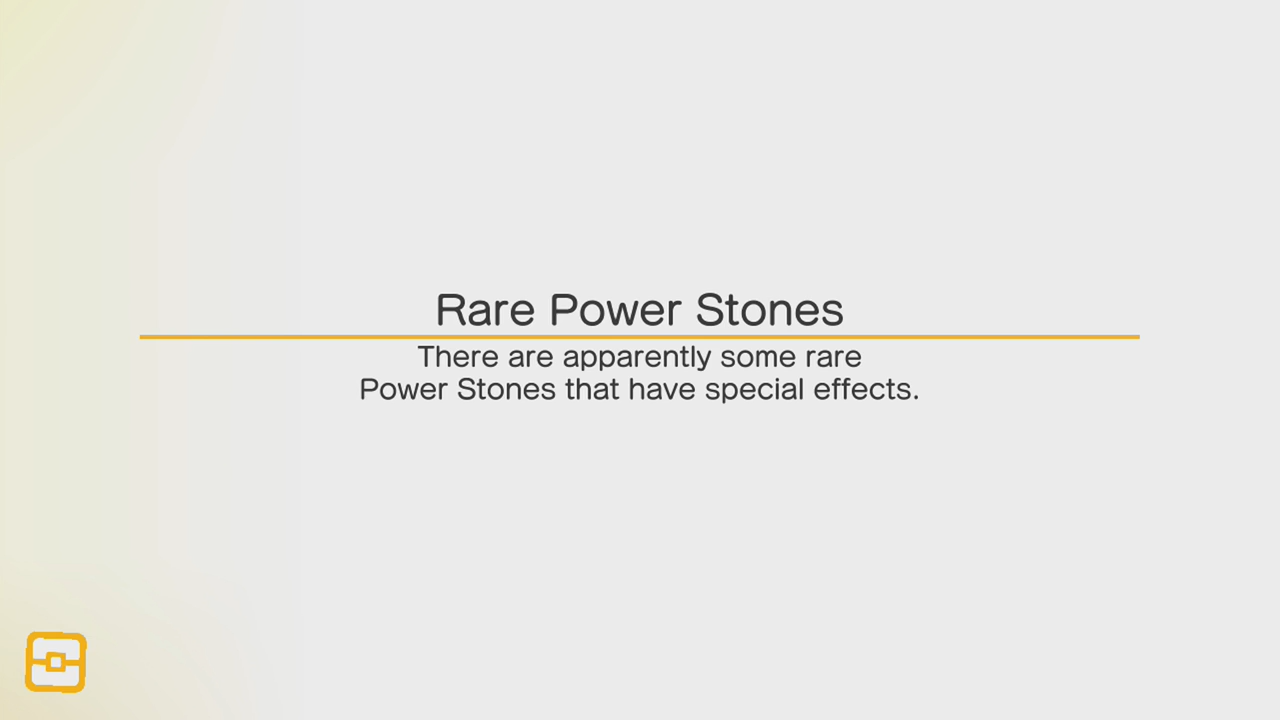 Rare Power Stones
There are apparently some rare
Power Stones that have special effects.